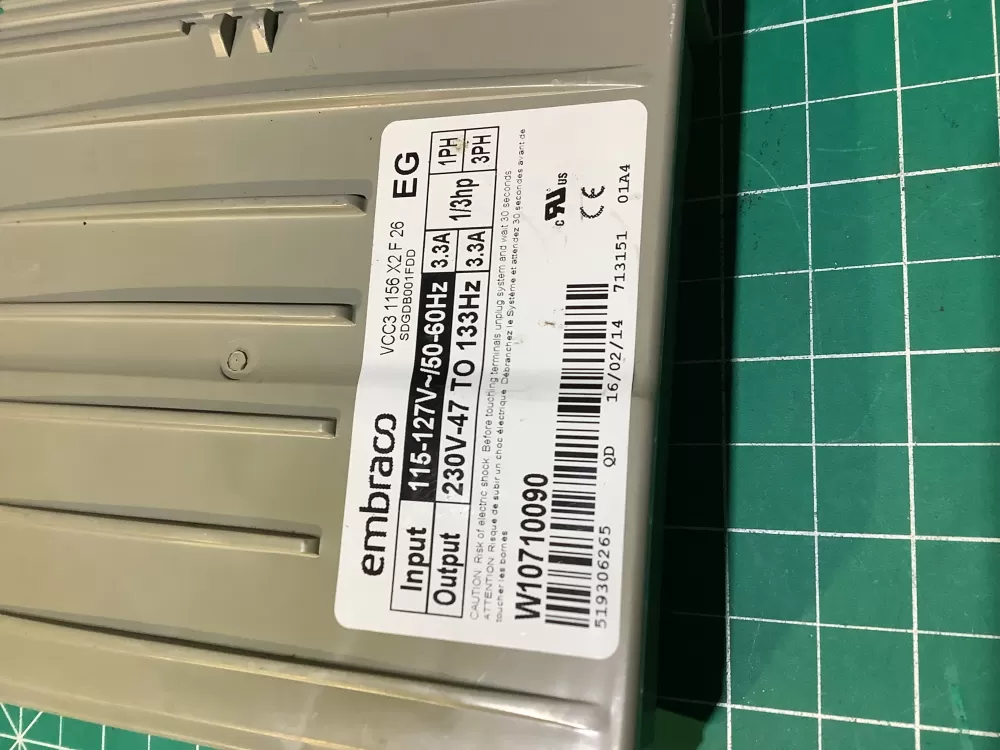 embraco
VCC3 1156 X2 F 26
SDGDB001FDD
EG
Input 115-127V~/50-60Hz 3.3A 1/3hp 1PH
Output 230V-47 TO 133Hz 3.3A 3PH
CAUTION: Risk of electric shock. Before touching terminals unplug system and wait 30 seconds
ATTENTION: Risque de subir un choc électrique. Débranchez le Système et attendez 30 secondes avant de
toucher les bornes
W10710090
C RU US
CE
519306265 QD 16/02/14 713151 01A4